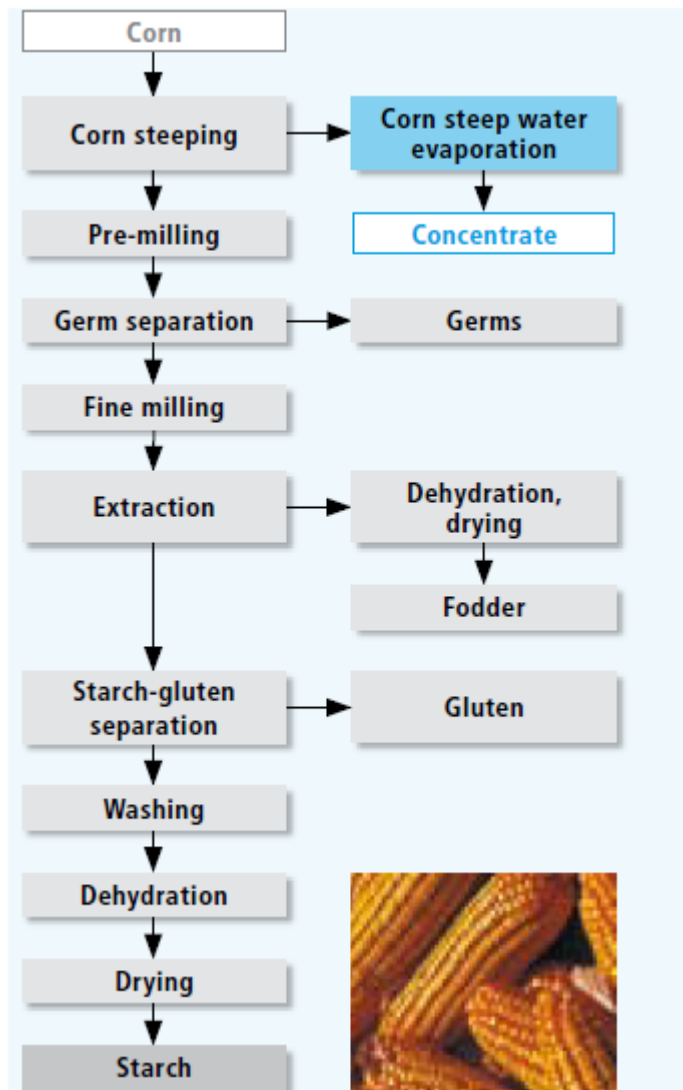 Corn
Corn steeping
Corn steep water
evaporation
Pre-milling
Concentrate
Germ separation
Germs
Fine milling
Extraction
Dehydration,
drying
Fodder
Starch-gluten
separation
Gluten
Washing
Dehydration
Drying
Starch